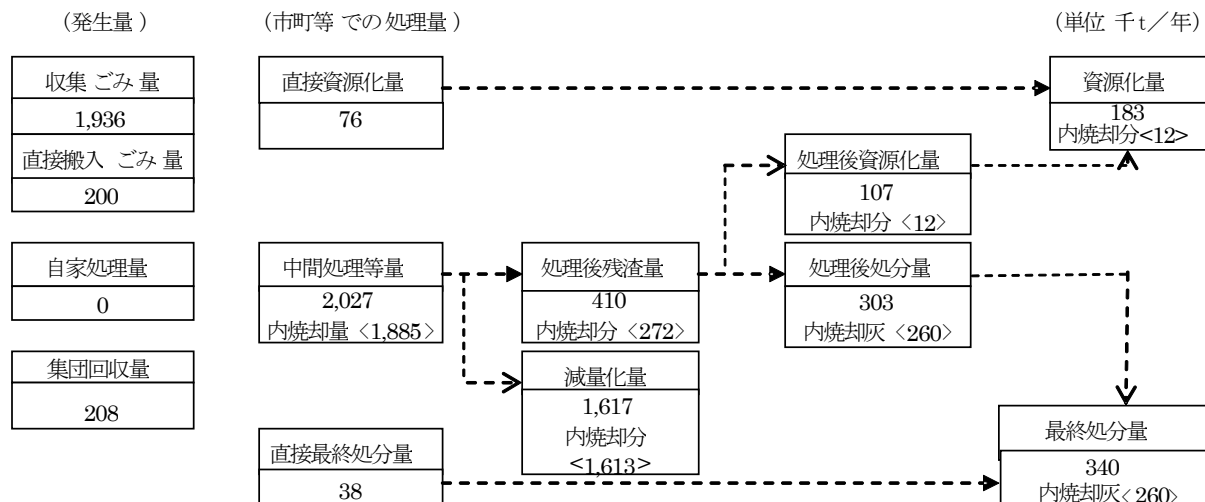 (発生量)
(市町等 での 処理量)
(単位 千t/年)
収集 ごみ 量
1,936
直接搬入 ごみ 量
200
直接資源化量
76
資源化量
183
内焼却分<12>
処理後資源化量
107
内焼却分 〈12〉
自家処理量
0
中間処理等量
2,027
内焼却量 〈1,885〉
処理後残渣量
410
内焼却分 〈272〉
処理後処分量
303
内焼却灰 〈260〉
集団回収量
208
減量化量
1,617
内焼却分
<1,613>
直接最終処分量
38
最終処分量
340
内焼却灰〈260〉